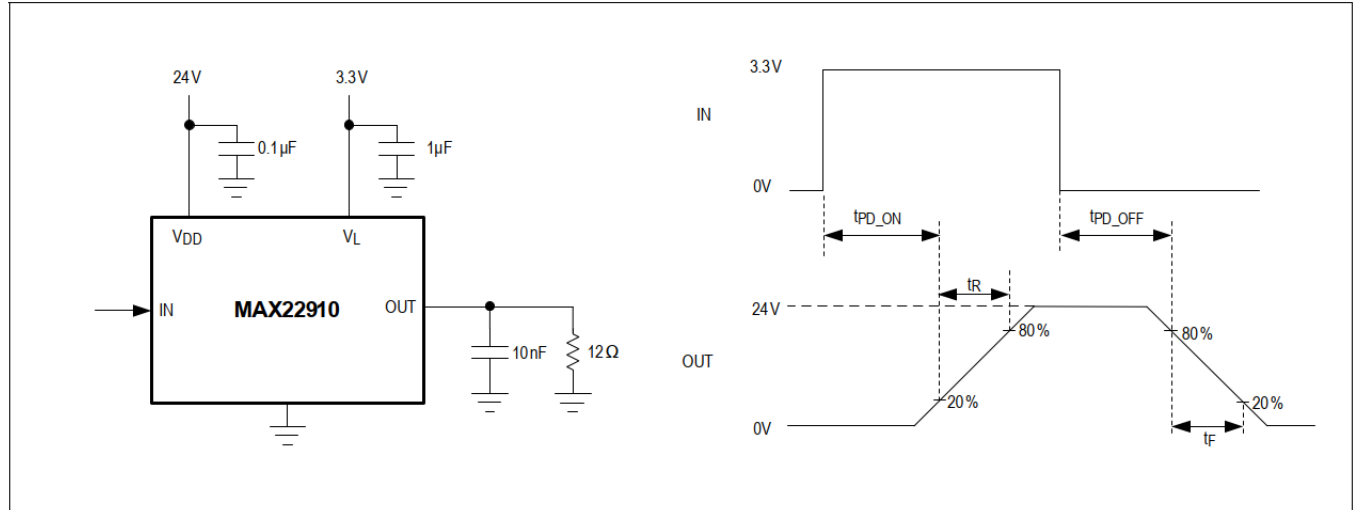 24V
3.3V
0.1µF
1µF
VDD
VL
IN
MAX22910
OUT
10nF
12Ω
3.3V
IN
0V
tPD_ON
tPD_OFF
tR
24V
80%
80%
OUT
20%
20%
0V
tF